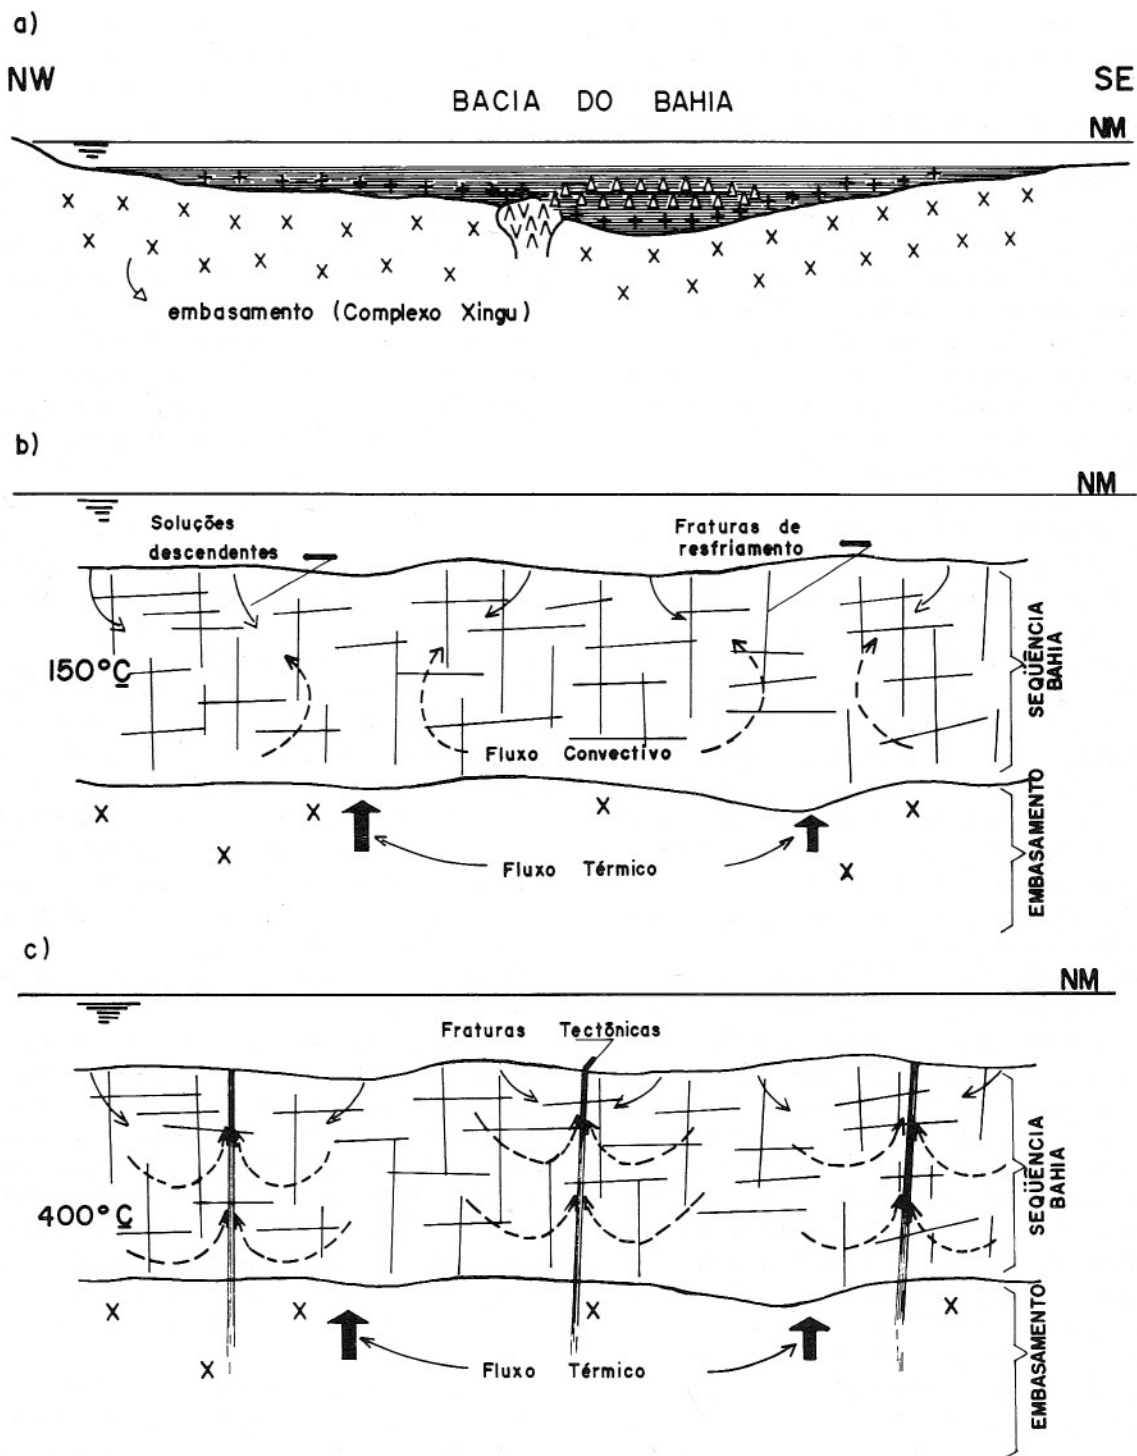 a)
NW
SE
BACIA DO BAHIA
NM
embasamento (Complexo Xingu)
b)
NM
Soluções
descendentes
Fraturas de
resfriamento
150°C
SEQÜÊNCIA
BAHIA
Fluxo Convectivo
Fluxo Térmico
EMBASAMENTO
c)
NM
Fraturas Tectônicas
400°C
SEQÜÊNCIA
BAHIA
Fluxo Térmico
EMBASAMENTO